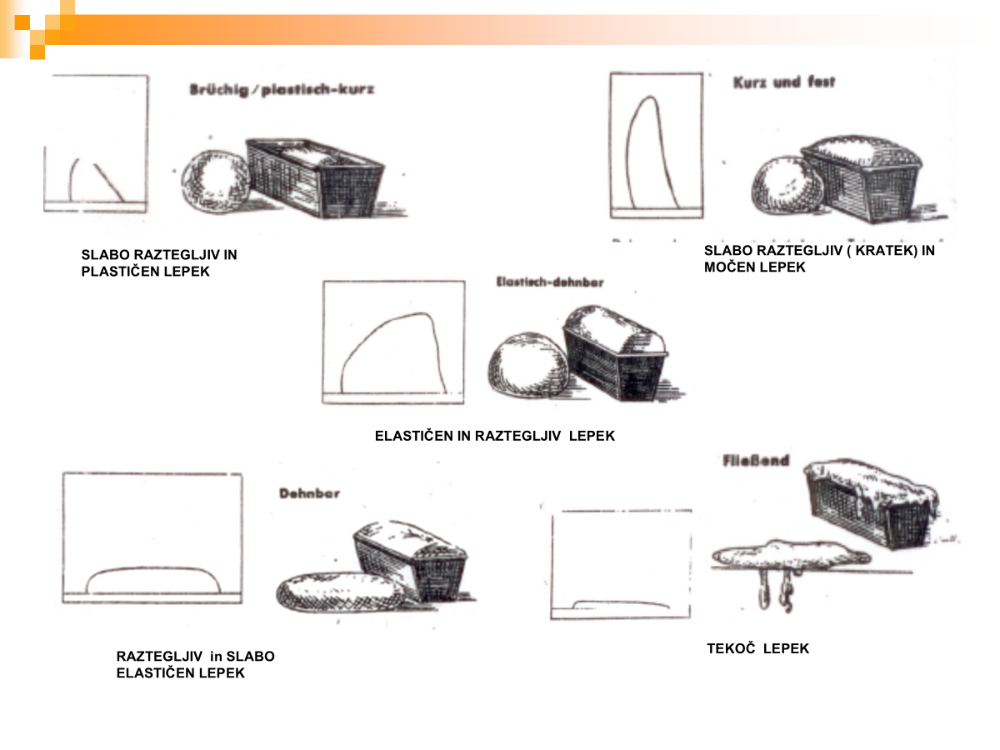 Brüchig/plastisch-kurz
Kurz und fest
SLABO RAZTEGLJIV IN
PLASTIČEN LEPEK
SLABO RAZTEGLJIV ( KRATEK) IN
MOČEN LEPEK
Elastisch-dehnbar
ELASTIČEN IN RAZTEGLJIV LEPEK
Dehnbar
Fließend
RAZTEGLJIV in SLABO
ELASTIČEN LEPEK
TEKOČ LEPEK